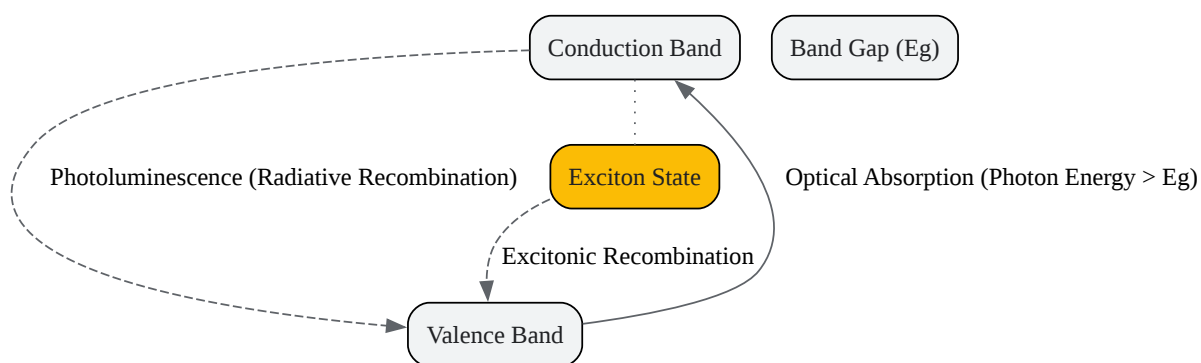 Conduction Band
Band Gap (Eg)
Photoluminescence (Radiative Recombination)
Exciton State
Optical Absorption (Photon Energy > Eg)
Excitonic Recombination
Valence Band